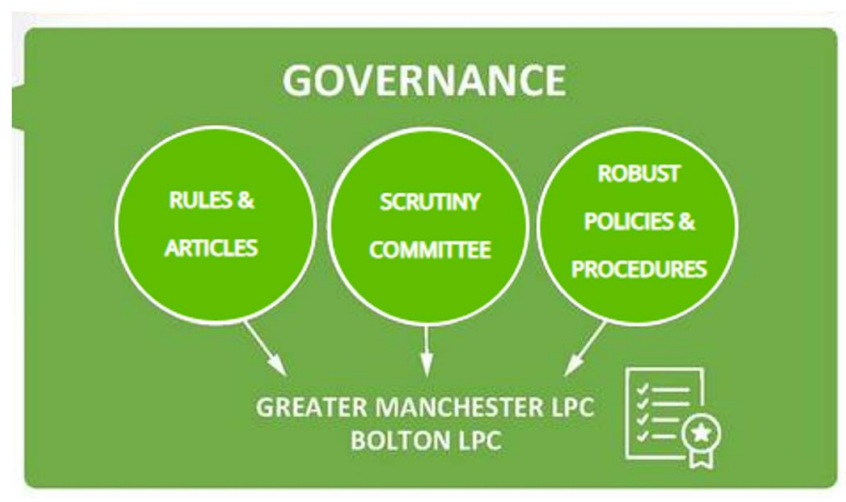 GOVERNANCE
RULES &
ARTICLES
SCRUTINY
COMMITTEE
ROBUST
POLICIES &
PROCEDURES
GREATER MANCHESTER LPC
BOLTON LPC